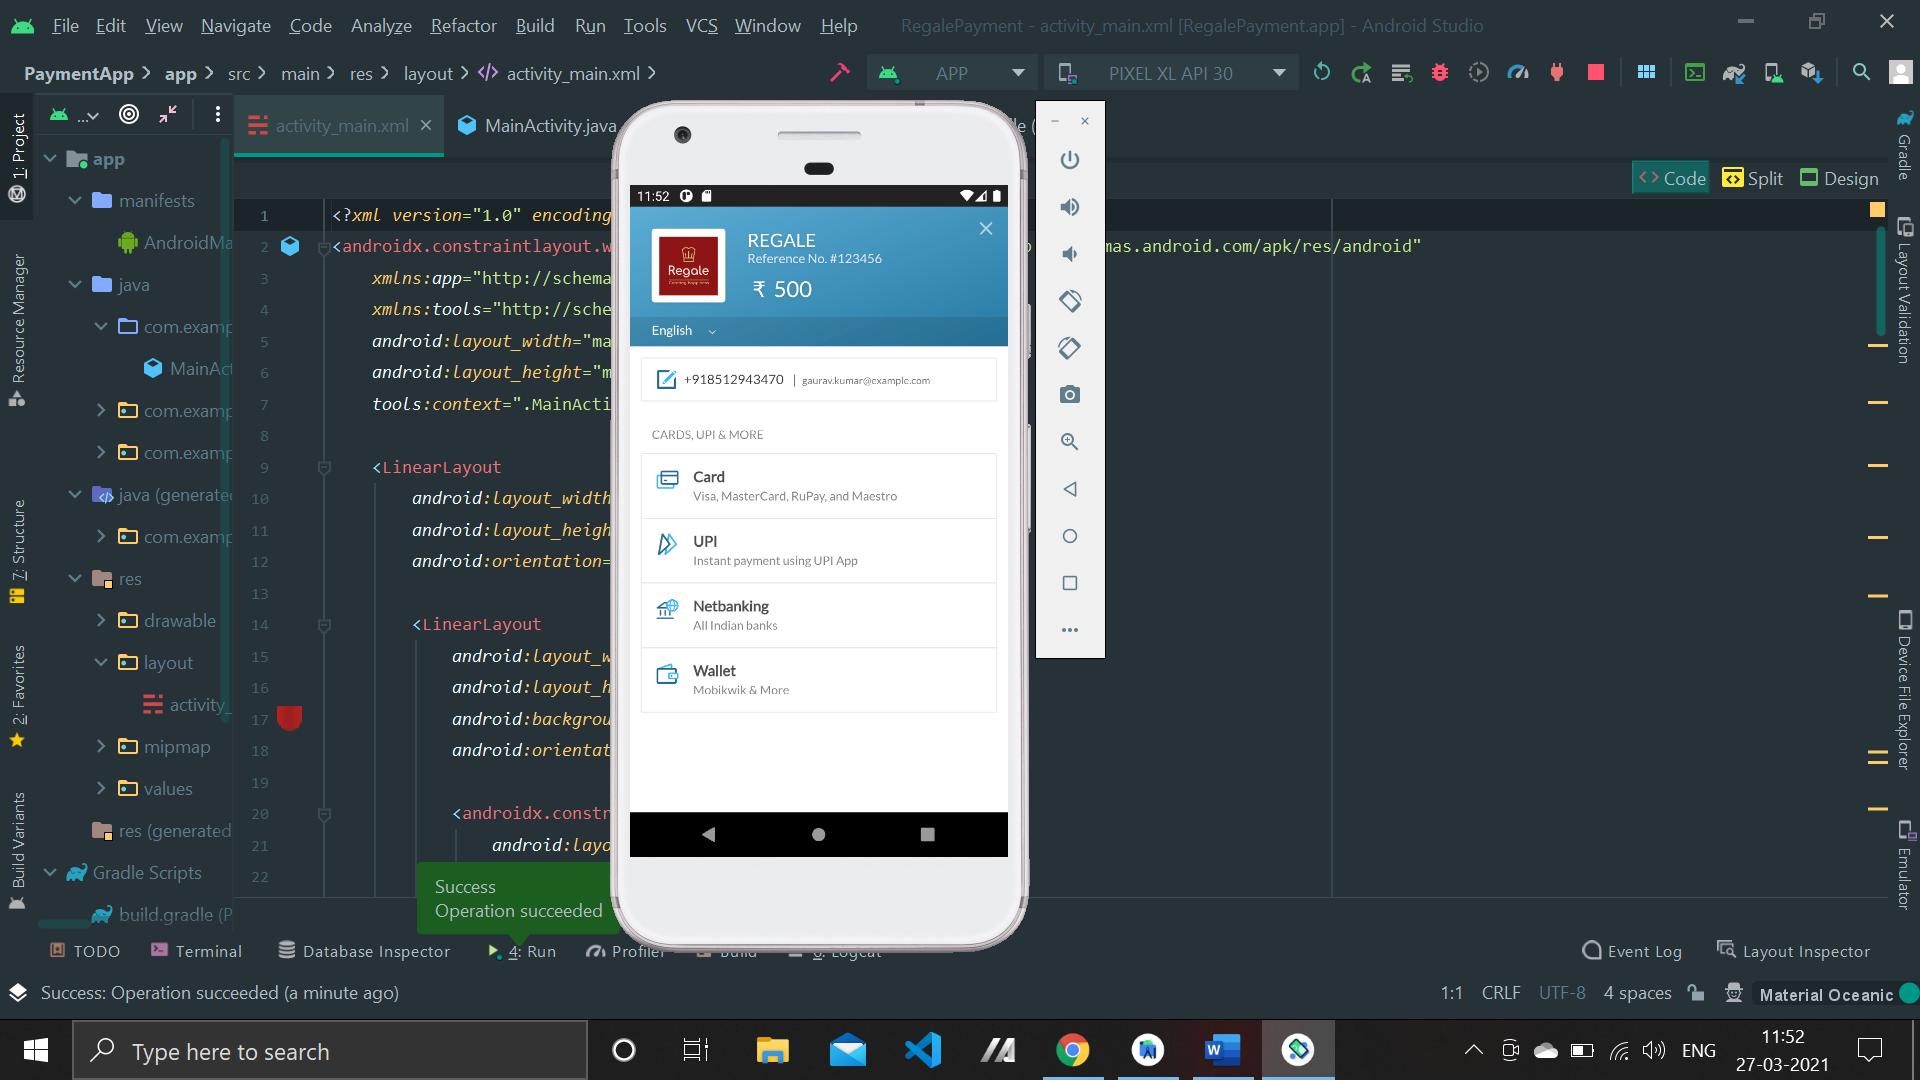 File Edit View Navigate Code Analyze Refactor Build Run Tools VCS Window Help RegalePayment - activity_main.xml [RegalePayment.app] - Android Studio
PaymentApp app src main res layout activity_main.xml APP PIXEL XL API 30
...
activity_main.xml MainActivity.java
Code Split Design
1: Project
Resource Manager
7: Structure
2: Favorites
Build Variants
app
manifests
AndroidMa
java
com.examp
MainAct
com.examp
com.examp
java (generated
com.examp
res
drawable
layout
activity_
mipmap
values
res (generated
Gradle Scripts
build.gradle (P
1 <?xml version="1.0" encoding
2 <androidx.constraintlayout.w mas.android.com/apk/res/android"
3 xmlns:app="http://schema
4 xmlns:tools="http://sche
5 android:layout_width="ma
6 android:layout_height="m
7 tools:context=".MainActi
8
9 <LinearLayout
10 android:layout_width
11 android:layout_heigh
12 android:orientation=
13
14 <LinearLayout
15 android:layout_w
16 android:layout_h
17 android:backgrou
18 android:orientat
19
20 <androidx.constr
21 android:layo
22
11:52
Regale
REGALE
Reference No. #123456
₹ 500
English
+918512943470 | gaurav.kumar@example.com
CARDS, UPI & MORE
Card
Visa, MasterCard, RuPay, and Maestro
UPI
Instant payment using UPI App
Netbanking
All Indian banks
Wallet
Mobikwik & More
Gradle
Layout Validation
Device File Explorer
Emulator
Success
Operation succeeded
TODO Terminal Database Inspector 4: Run Profiler Build 6: Logcat Event Log Layout Inspector
Success: Operation succeeded (a minute ago) 1:1 CRLF UTF-8 4 spaces Material Oceanic
Type here to search
ENG
11:52
27-03-2021